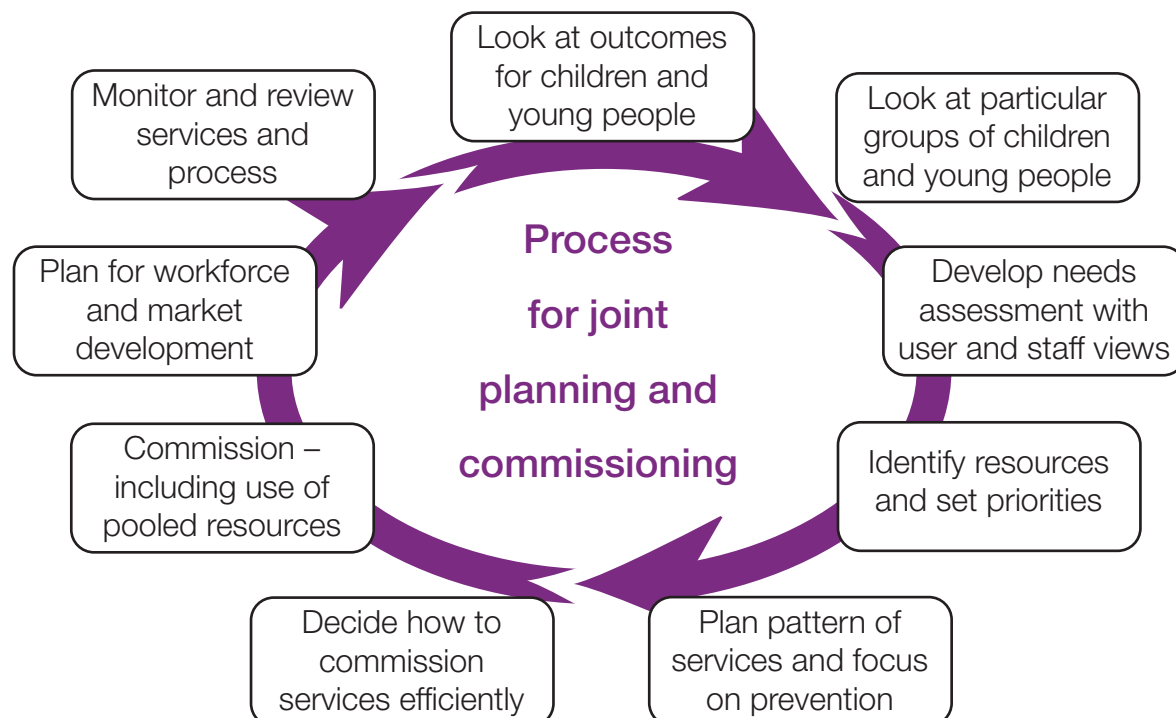 Look at outcomes
for children and
young people
Look at particular
groups of children
and young people
Develop needs
assessment with
user and staff views
Identify resources
and set priorities
Plan pattern of
services and focus
on prevention
Decide how to
commission
services efficiently
Commission –
including use of
pooled resources
Plan for workforce
and market
development
Monitor and review
services and
process
Process
for joint
planning and
commissioning